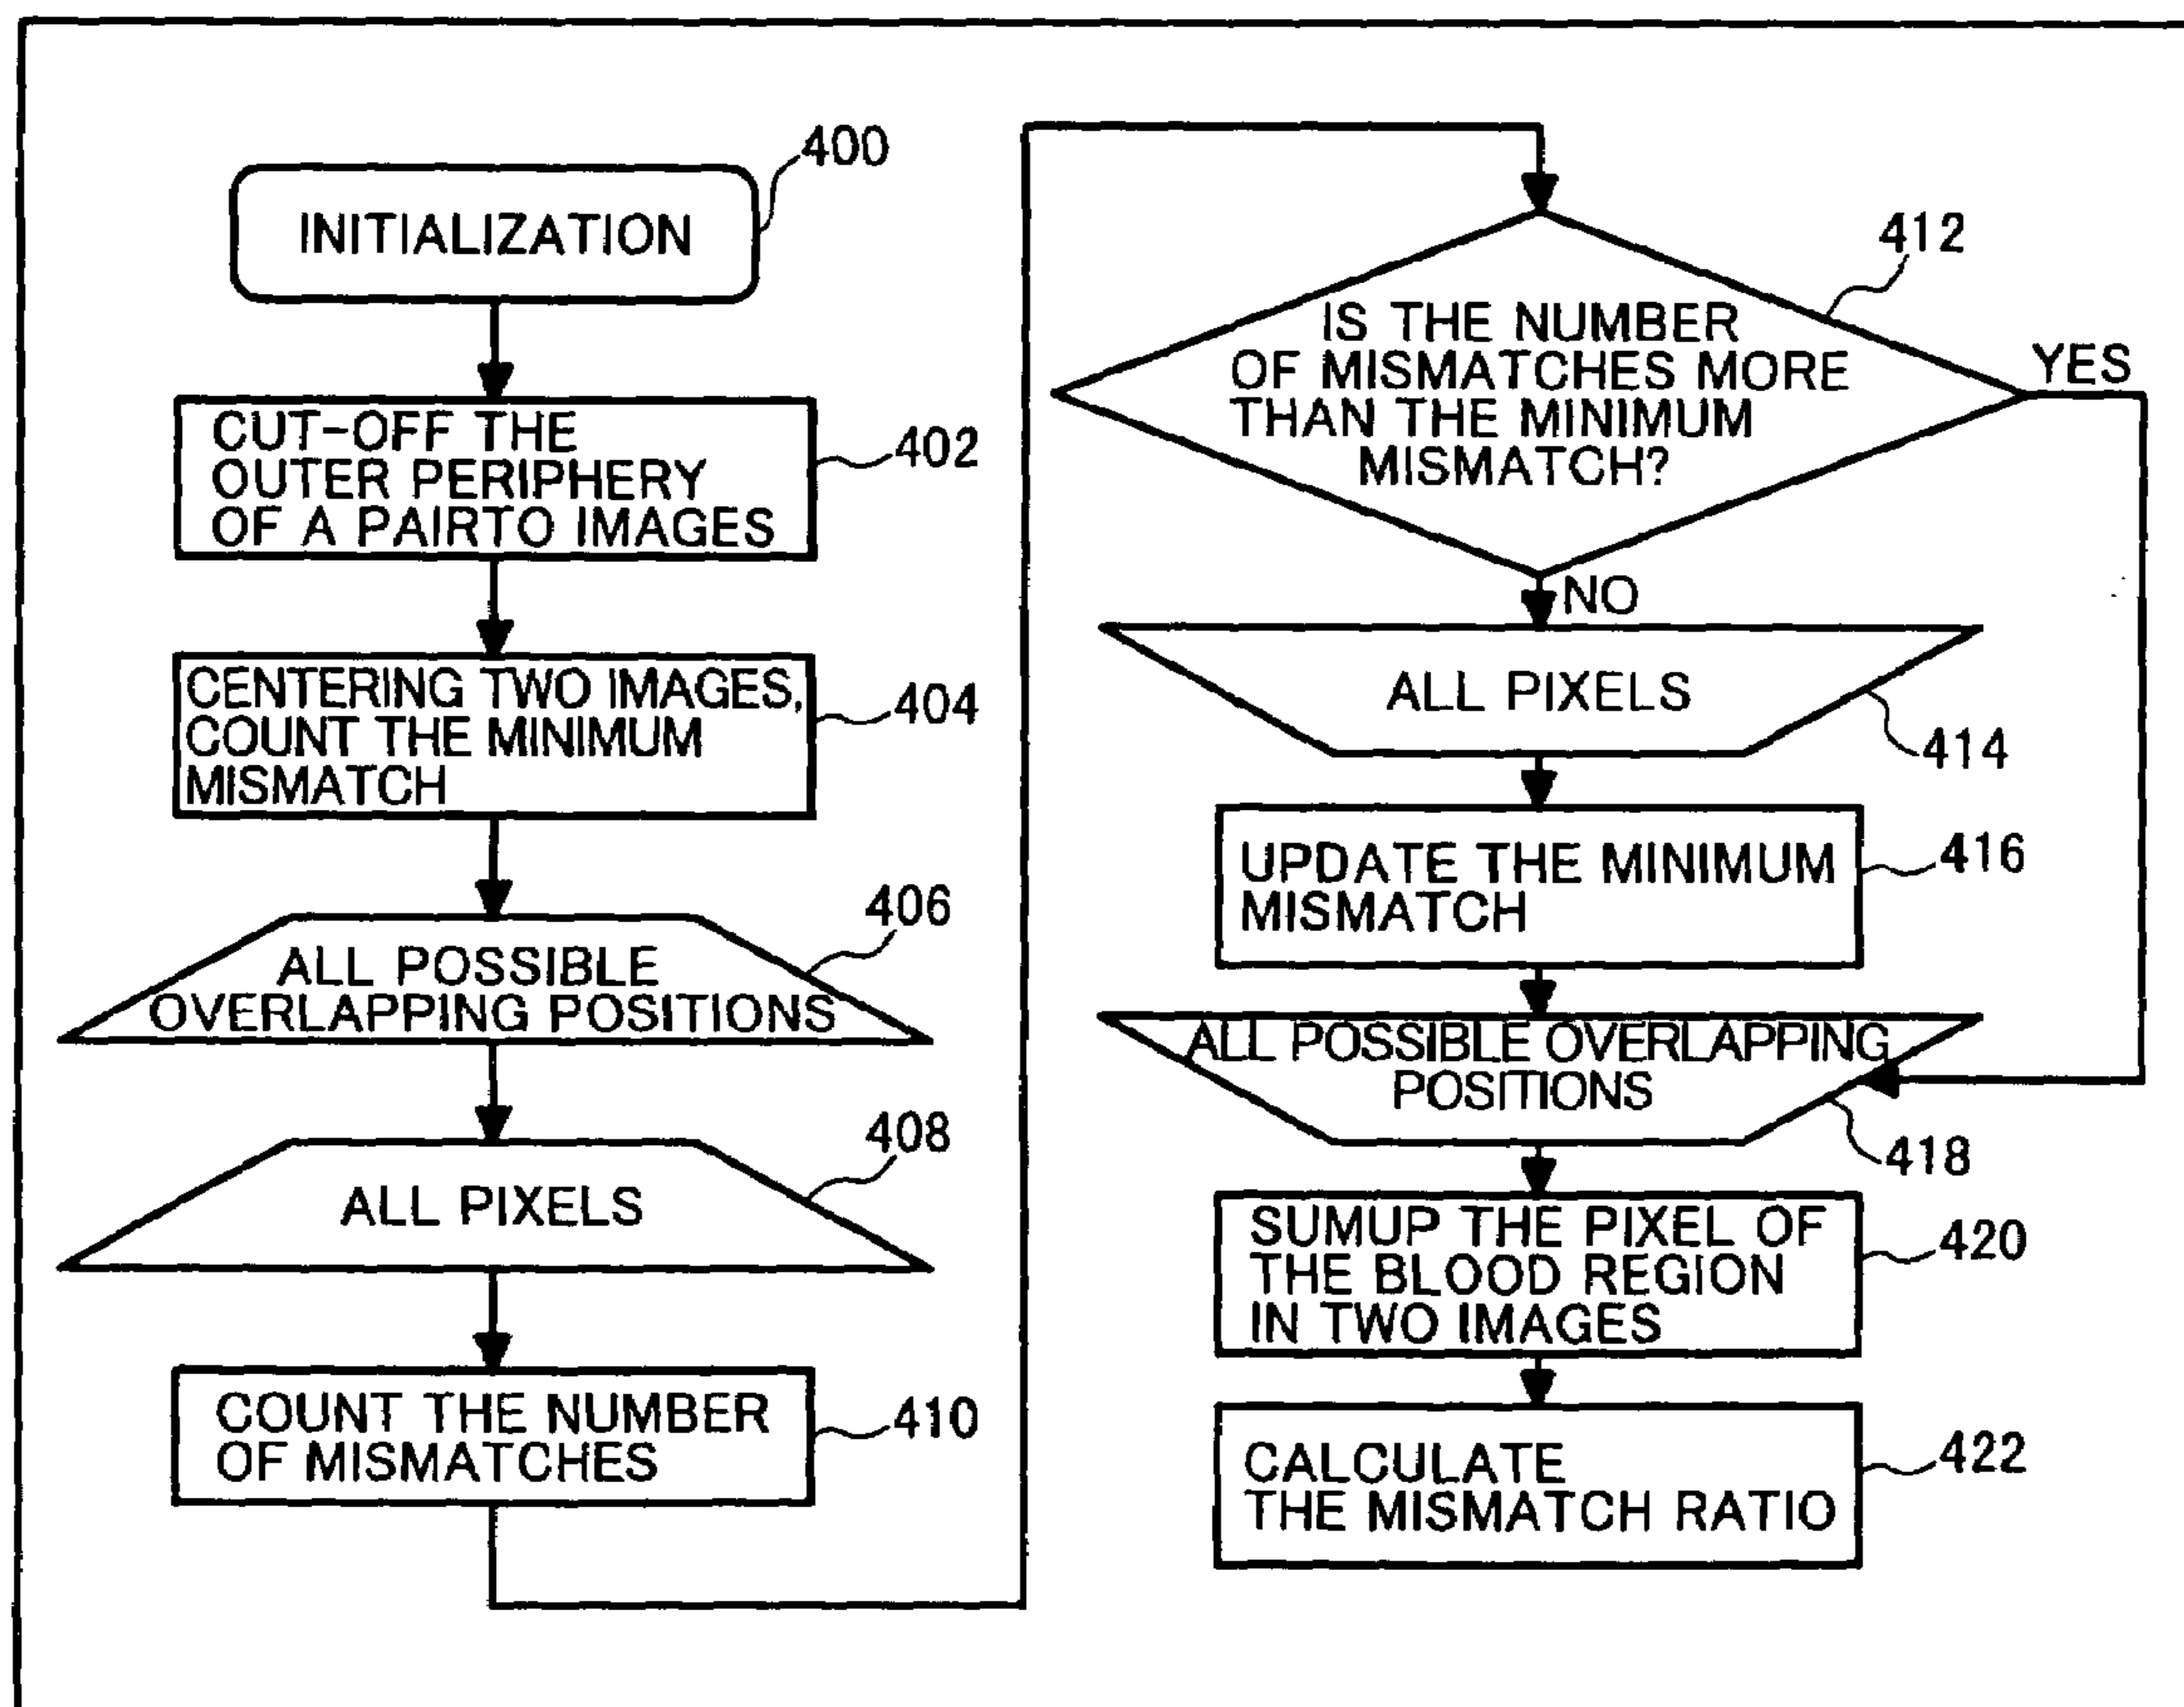 INITIALIZATION
400
CUT-OFF THE
OUTER PERIPHERY
OF A PAIRTO IMAGES
402
CENTERING TWO IMAGES,
COUNT THE MINIMUM
MISMATCH
404
ALL POSSIBLE
OVERLAPPING POSITIONS
406
ALL PIXELS
408
COUNT THE NUMBER
OF MISMATCHES
410
IS THE NUMBER
OF MISMATCHES MORE
THAN THE MINIMUM
MISMATCH?
412
YES
NO
ALL PIXELS
414
UPDATE THE MINIMUM
MISMATCH
416
ALL POSSIBLE OVERLAPPING
POSITIONS
418
SUMUP THE PIXEL OF
THE BLOOD REGION
IN TWO IMAGES
420
CALCULATE
THE MISMATCH RATIO
422